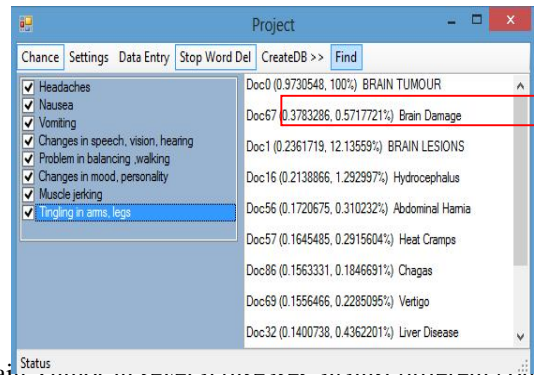 Project
Chance Settings Data Entry Stop Word Del CreateDB >> Find
Headaches
Nausea
Vomiting
Changes in speech, vision, hearing
Problem in balancing ,walking
Changes in mood, personality
Muscle jerking
Tingling in arms, legs
Doc0 (0.9730548, 100%) BRAIN TUMOUR
Doc67 (0.3783286, 0.5717721%) Brain Damage
Doc1 (0.2361719, 12.13559%) BRAIN LESIONS
Doc16 (0.2138866, 1.292997%) Hydrocephalus
Doc56 (0.1720675, 0.310232%) Abdominal Harnia
Doc57 (0.1645485, 0.2915604%) Heat Cramps
Doc86 (0.1563331, 0.1846691%) Chagas
Doc69 (0.1556466, 0.2285095%) Vertigo
Doc32 (0.1400738, 0.4362201%) Liver Disease
Status